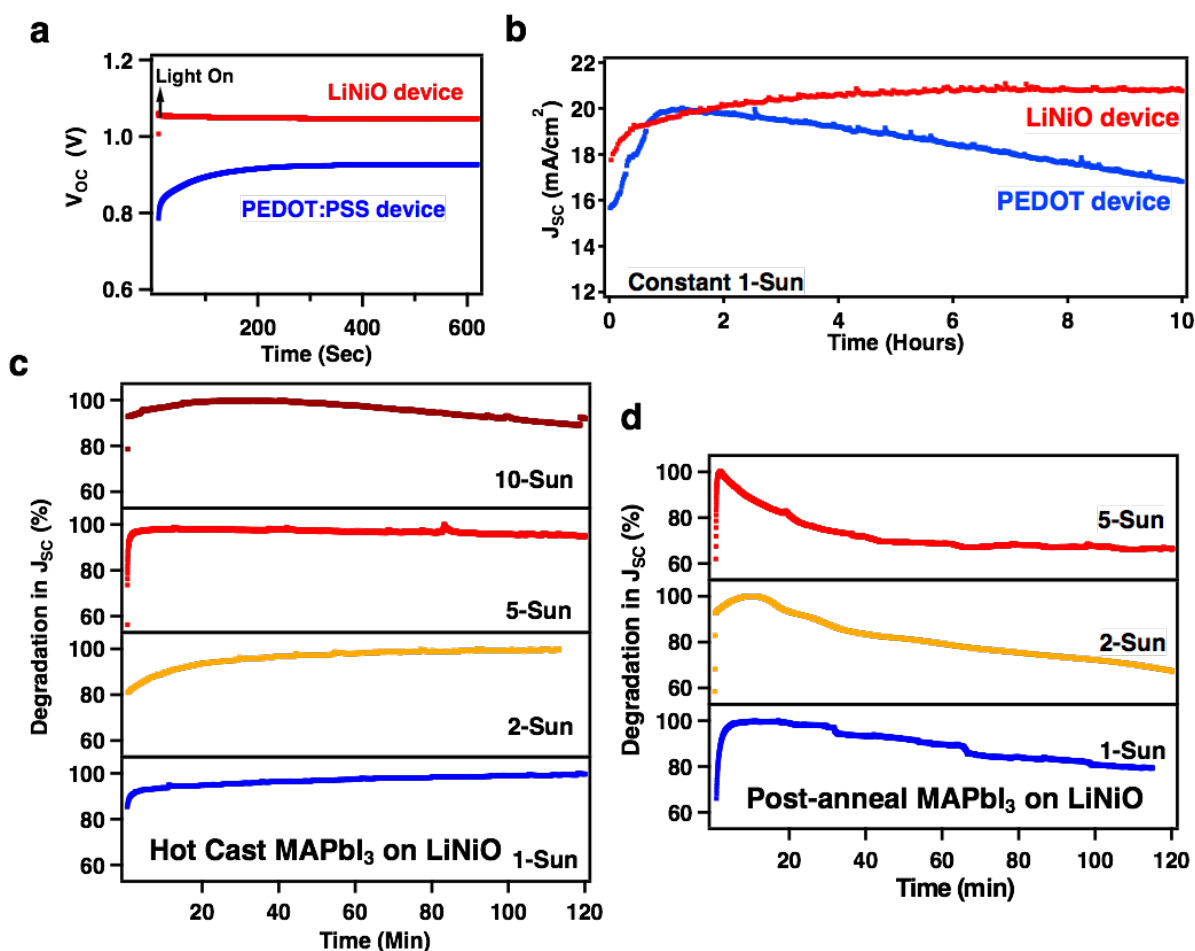 a
1.2
1.0
0.8
0.6
V_OC (V)
Light On
LiNiO device
PEDOT:PSS device
200
400
600
Time (Sec)
b
22
20
18
16
14
12
J_SC (mA/cm²)
LiNiO device
PEDOT device
Constant 1-Sun
0
2
4
6
8
10
Time (Hours)
c
Degradation in J_SC (%)
100
80
60
10-Sun
100
80
60
5-Sun
100
80
60
2-Sun
100
80
60
Hot Cast MAPbI₃ on LiNiO 1-Sun
20
40
60
80
100
120
Time (Min)
d
Degradation in J_SC (%)
100
80
60
5-Sun
100
80
60
2-Sun
100
80
60
1-Sun
Post-anneal MAPbI₃ on LiNiO
20
40
60
80
100
120
Time (min)